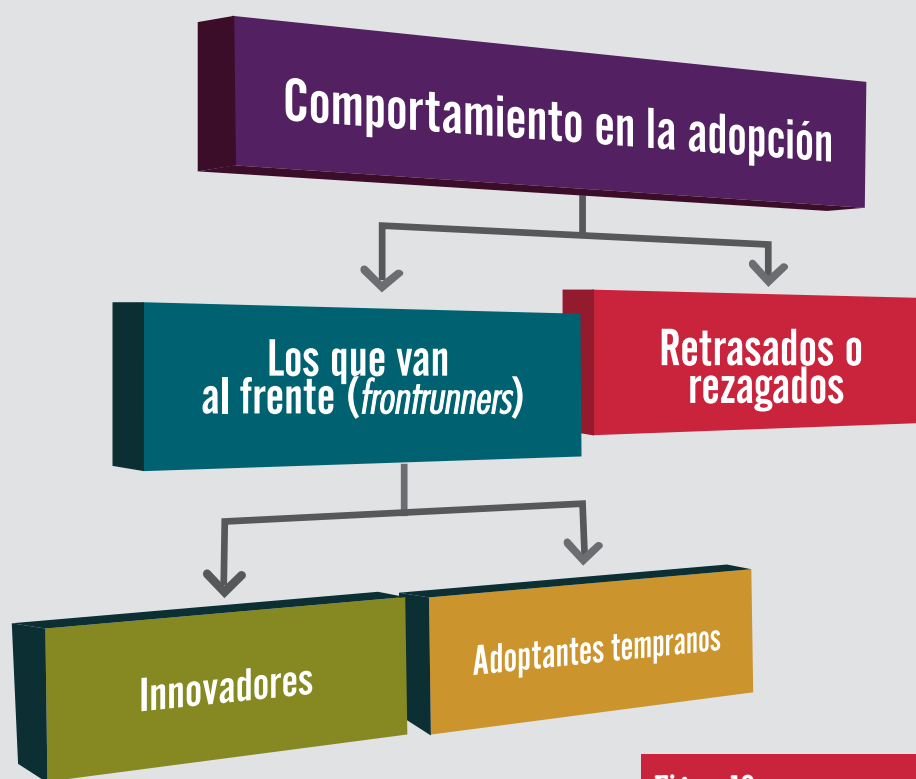 Comportamiento en la adopción
Los que van
al frente (frontrunners)
Retrasados o
rezagados
Innovadores
Adoptantes tempranos